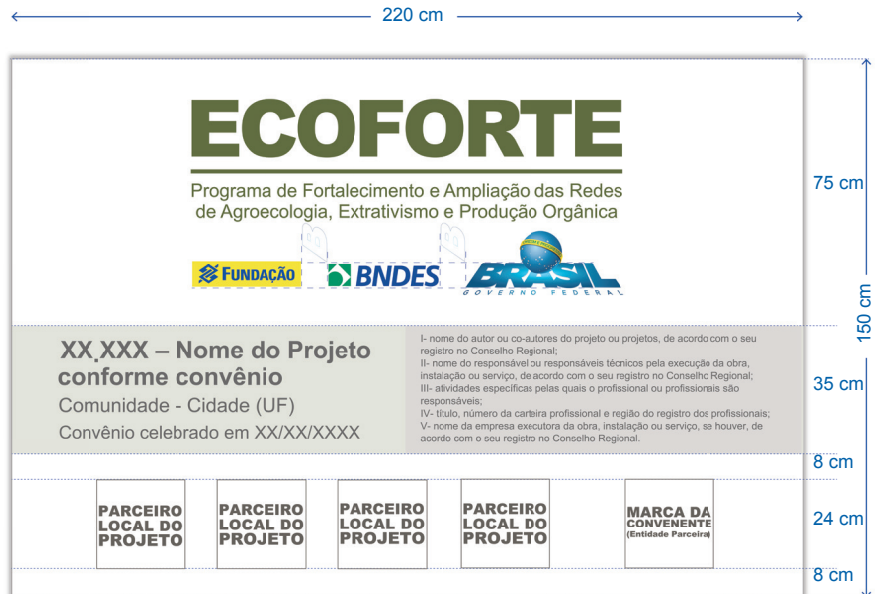 220 cm
ECOFORTE
Programa de Fortalecimento e Ampliação das Redes
de Agroecologia, Extrativismo e Produção Orgânica
75 cm
B B
FUNDAÇÃO BNDES BRASIL
GOVERNO FEDERAL
150 cm
XX.XXX – Nome do Projeto
conforme convênio
Comunidade - Cidade (UF)
Convênio celebrado em XX/XX/XXXX
I- nome do autor ou co-autores do projeto ou projetos, de acordo com o seu
registro no Conselho Regional;
II- nome do responsável ou responsáveis técnicos pela execução da obra,
instalação ou serviço, de acordo com o seu registro no Conselho Regional;
III- atividades específicas pelas quais o profissional ou profissionais são
responsáveis;
IV- título, número da carteira profissional e região do registro dos profissionais;
V- nome da empresa executora da obra, instalação ou serviço, se houver, de
acordo com o seu registro no Conselho Regional.
35 cm
8 cm
PARCEIRO
LOCAL DO
PROJETO
PARCEIRO
LOCAL DO
PROJETO
PARCEIRO
LOCAL DO
PROJETO
PARCEIRO
LOCAL DO
PROJETO
MARCA DA
CONVENENTE
(Entidade Parceira)
24 cm
8 cm